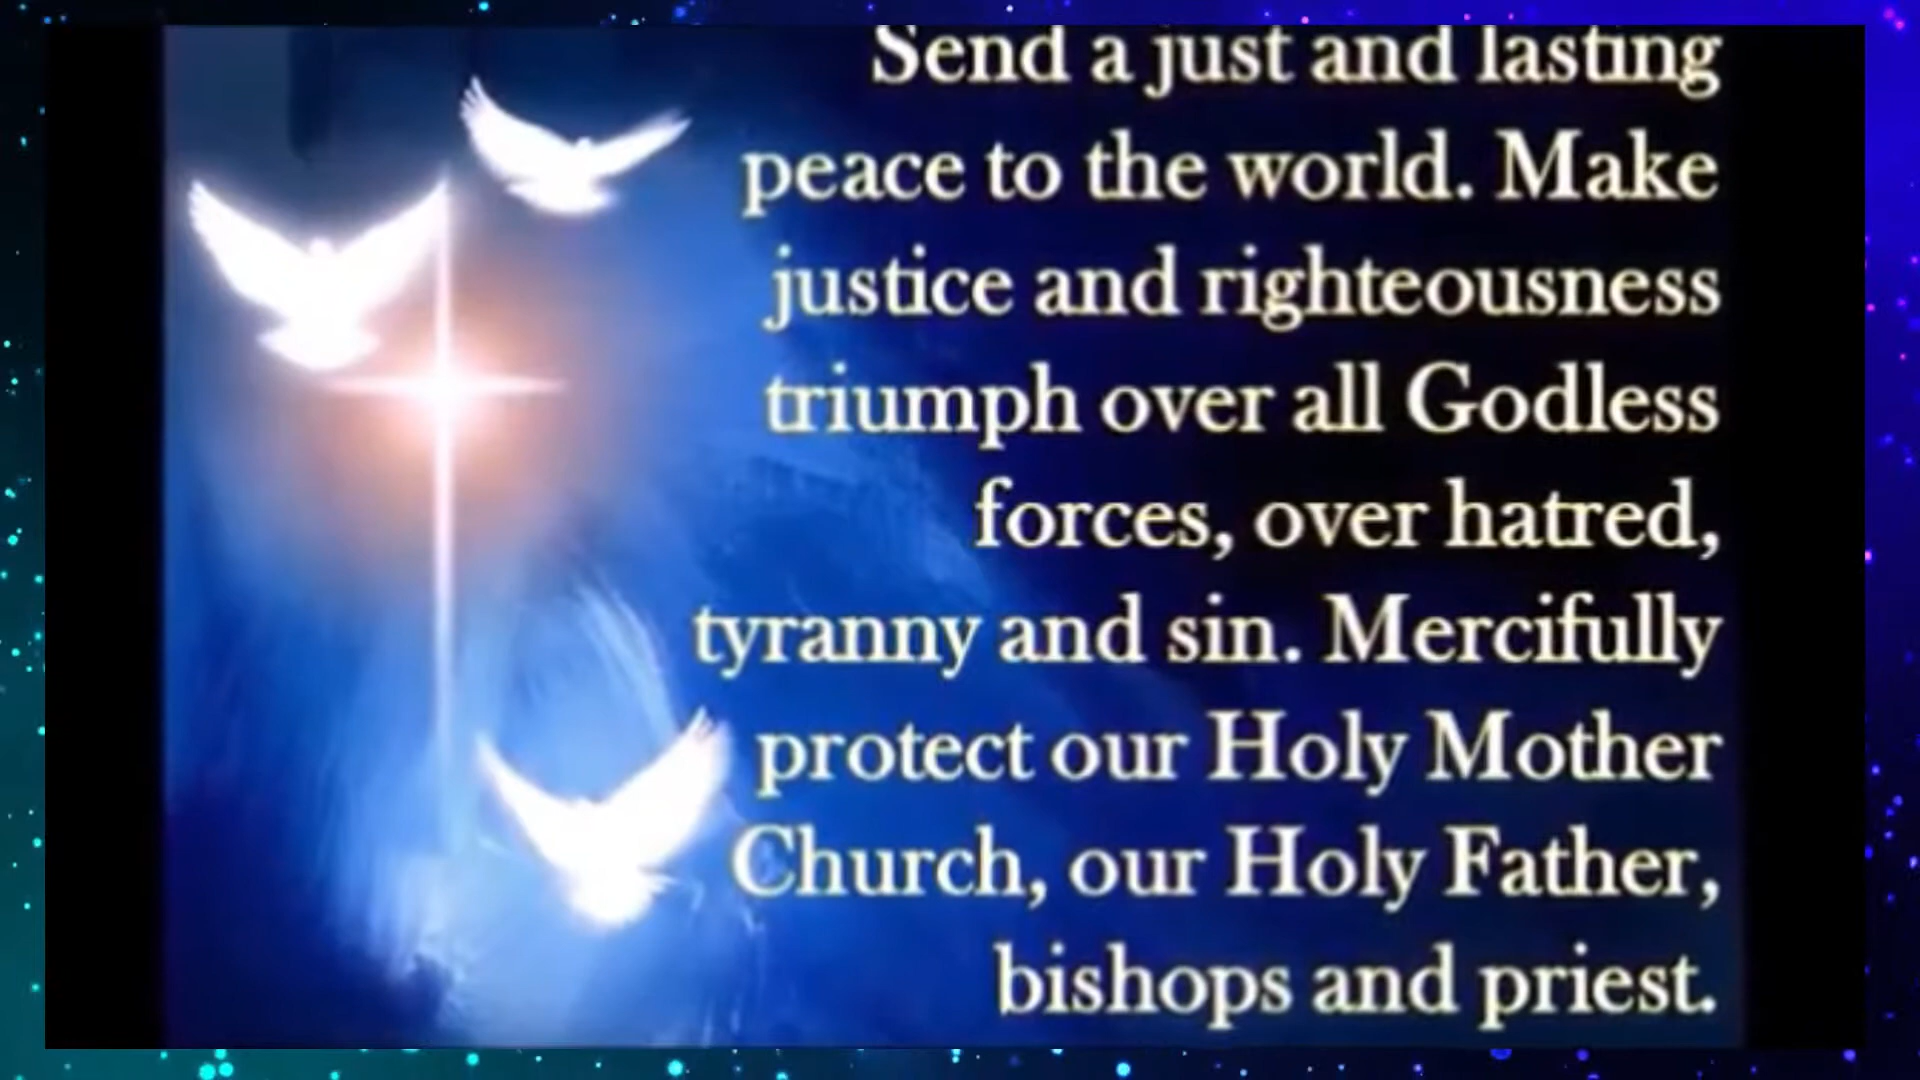 Send a just and lasting
peace to the world. Make
justice and righteousness
triumph over all Godless
forces, over hatred,
tyranny and sin. Mercifully
protect our Holy Mother
Church, our Holy Father,
bishops and priest.